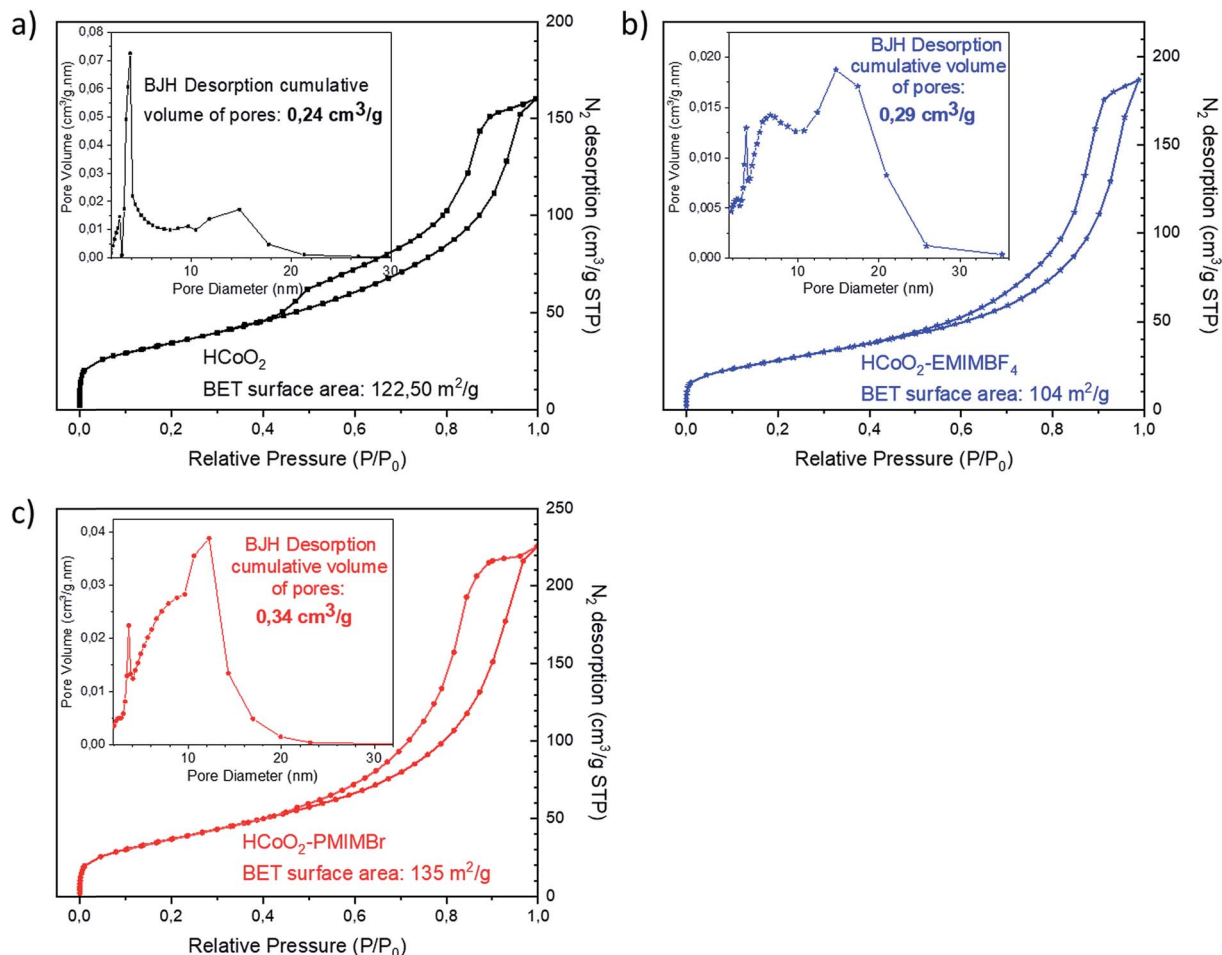 a)
0,08
0,07
0,06
0,05
0,04
0,03
0,02
0,01
0,00
Pore Volume (cm³/g.nm)
BJH Desorption cumulative
volume of pores: 0,24 cm³/g
10
20
30
Pore Diameter (nm)
HCoO₂
BET surface area: 122,50 m²/g
200
150
100
50
0
N₂ desorption (cm³/g STP)
0,0
0,2
0,4
0,6
0,8
1,0
Relative Pressure (P/P₀)
b)
0,020
0,015
0,010
0,005
0,000
Pore Volume (cm³/g.nm)
BJH Desorption
cumulative volume
of pores:
0,29 cm³/g
10
20
30
Pore Diameter (nm)
HCoO₂-EMIMBF₄
BET surface area: 104 m²/g
200
150
100
50
0
N₂ desorption (cm³/g STP)
0,0
0,2
0,4
0,6
0,8
1,0
Relative Pressure (P/P₀)
c)
0,04
0,03
0,02
0,01
0,00
Pore Volume (cm³/g.nm)
BJH Desorption
cumulative volume
of pores:
0,34 cm³/g
10
20
30
Pore Diameter (nm)
HCoO₂-PMIMBr
BET surface area: 135 m²/g
250
200
150
100
50
0
N₂ desorption (cm³/g STP)
0,0
0,2
0,4
0,6
0,8
1,0
Relative Pressure (P/P₀)